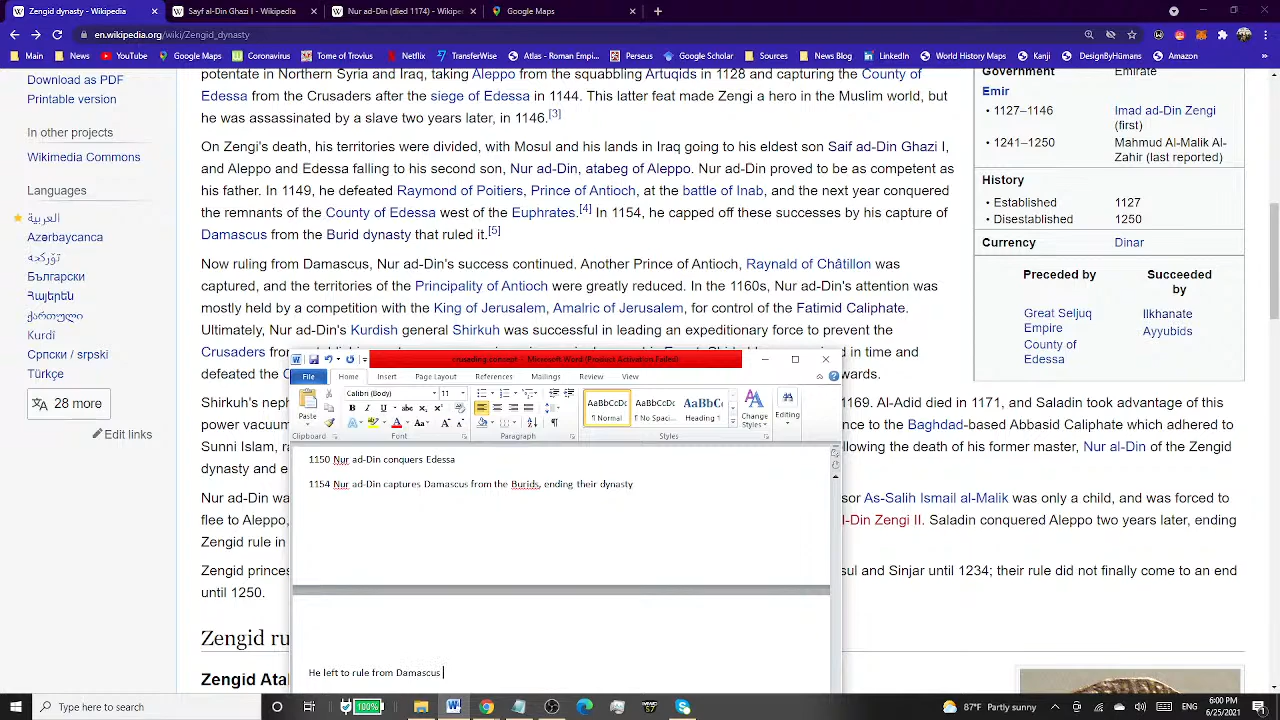 Zengid dynasty - Wikipedia
Sayf al-Din Ghazi I - Wikipedia
Nur ad-Din (died 1174) - Wikipe
Google Maps
en.wikipedia.org/wiki/Zengid_dynasty
Main
News
YouTube
Maps
Coronavirus
Tome of Trovius
Netflix
TransferWise
Atlas - Roman Empi...
Perseus
Google Scholar
Sources
News Blog
LinkedIn
World History Maps
Kanji
DesignByHumans
Amazon
Download as PDF
Printable version
In other projects
Wikimedia Commons
Languages
العربية
Azərbaycanca
تۆرکجه
Български
Հայերեն
ქართული
Kurdî
Српски / srpski
Türkçe
28 more
Edit links
potentate in Northern Syria and Iraq, taking Aleppo from the squabbling Artuqids in 1128 and capturing the County of
Edessa from the Crusaders after the siege of Edessa in 1144. This latter feat made Zengi a hero in the Muslim world, but
he was assassinated by a slave two years later, in 1146.[3]
On Zengi's death, his territories were divided, with Mosul and his lands in Iraq going to his eldest son Saif ad-Din Ghazi I,
and Aleppo and Edessa falling to his second son, Nur ad-Din, atabeg of Aleppo. Nur ad-Din proved to be as competent as
his father. In 1149, he defeated Raymond of Poitiers, Prince of Antioch, at the battle of Inab, and the next year conquered
the remnants of the County of Edessa west of the Euphrates.[4] In 1154, he capped off these successes by his capture of
Damascus from the Burid dynasty that ruled it.[5]
Now ruling from Damascus, Nur ad-Din's success continued. Another Prince of Antioch, Raynald of Châtillon was
captured, and the territories of the Principality of Antioch were greatly reduced. In the 1160s, Nur ad-Din's attention was
mostly held by a competition with the King of Jerusalem, Amalric of Jerusalem, for control of the Fatimid Caliphate.
Ultimately, Nur ad-Din's Kurdish general Shirkuh was successful in leading an expeditionary force to prevent the
Crusaders from
in time and
defeated the C
wards.
Shirkuh's neph
1169. Al-Adid died in 1171, and Saladin took advantage of this
power vacuum
nce to the Baghdad-based Abbasid Caliphate which adhered to
Sunni Islam, re
llowing the death of his former master, Nur al-Din of the Zengid
dynasty and e
Nur ad-Din wa
sor As-Salih Ismail al-Malik was only a child, and was forced to
flee to Aleppo,
l-Din Zengi II. Saladin conquered Aleppo two years later, ending
Zengid rule in
Zengid princes
sul and Sinjar until 1234; their rule did not finally come to an end
until 1250.
Zengid ru
Zengid Ata
Government
Emirate
Emir
• 1127–1146
Imad ad-Din Zengi
(first)
• 1241–1250
Mahmud Al-Malik Al-
Zahir (last reported)
History
• Established
1127
• Disestablished
1250
Currency
Dinar
Preceded by
Succeeded
by
Great Seljuq
Empire
County of
Edessa
Ilkhanate
Ayyubids
crusading consept - Microsoft Word (Product Activation Failed)
File
Home
Insert
Page Layout
References
Mailings
Review
View
Paste
Calibri (Body)
11
AaBbCcDc
¶ Normal
AaBbCcDc
¶ No Spaci...
AaBbC
Heading 1
Change
Styles
Editing
Clipboard
Font
Paragraph
Styles
1150 Nur ad-Din conquers Edessa
1154 Nur ad-Din captures Damascus from the Burids, ending their dynasty
He left to rule from Damascus
Type here to search
100%
87°F Partly sunny
ENG
6:00 PM
6/25/2021